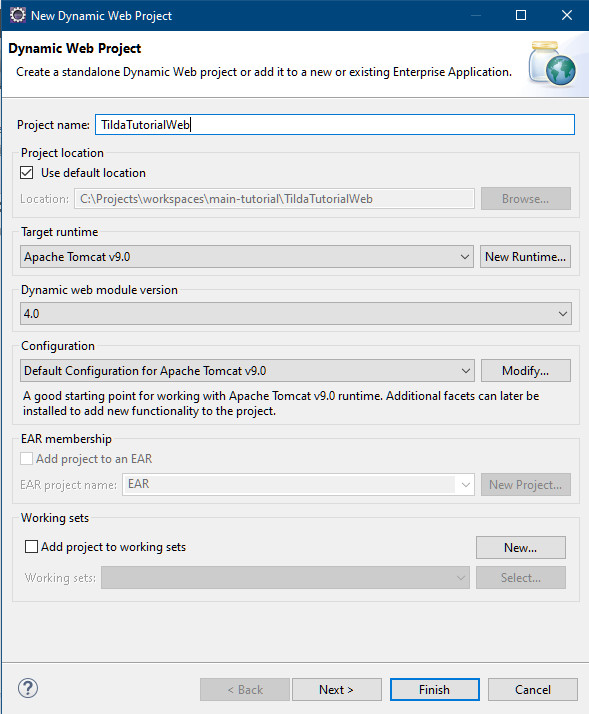 New Dynamic Web Project
Dynamic Web Project
Create a standalone Dynamic Web project or add it to a new or existing Enterprise Application.
Project name: TildaTutorialWeb
Project location
Use default location
Location: C:\Projects\workspaces\main-tutorial\TildaTutorialWeb Browse...
Target runtime
Apache Tomcat v9.0 New Runtime...
Dynamic web module version
4.0
Configuration
Default Configuration for Apache Tomcat v9.0 Modify...
A good starting point for working with Apache Tomcat v9.0 runtime. Additional facets can later be
installed to add new functionality to the project.
EAR membership
Add project to an EAR
EAR project name: EAR New Project...
Working sets
Add project to working sets New...
Working sets: Select...
? < Back Next > Finish Cancel